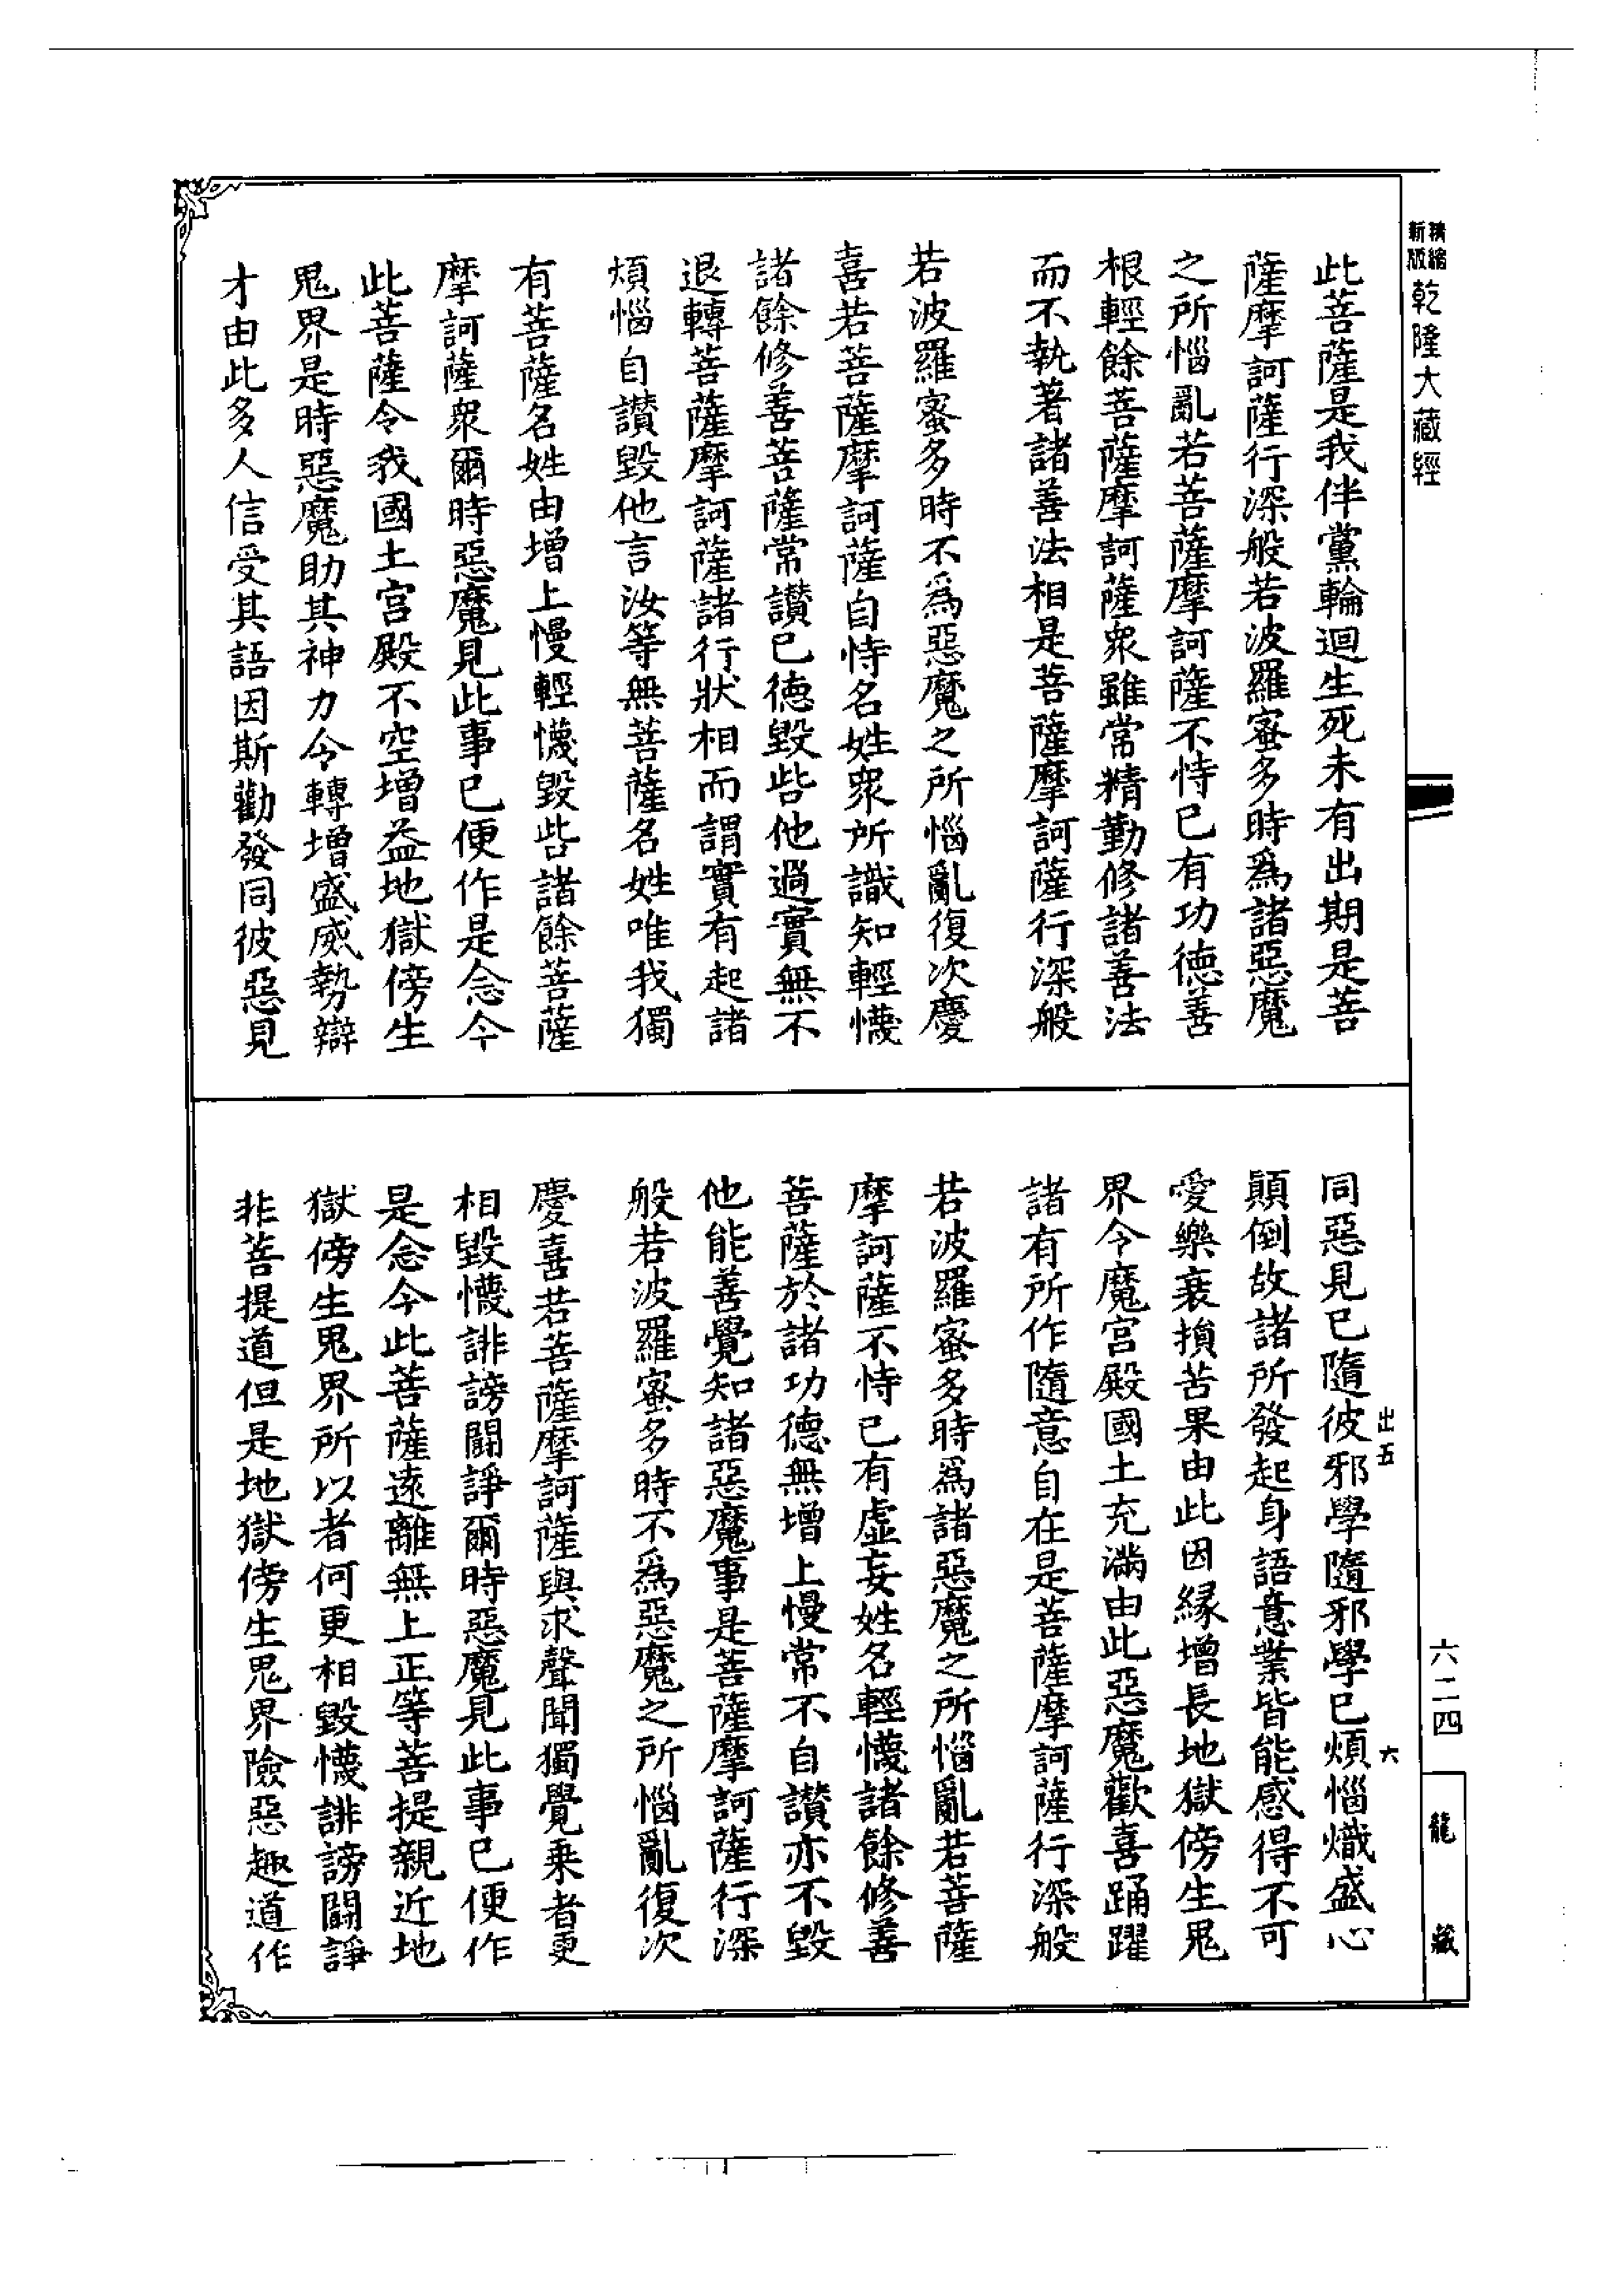 精縮新版乾隆大藏經
此菩薩是我伴黨輪迴生死未有出期是菩
薩摩訶薩行深般若波羅蜜多時為諸惡魔
之所惱亂若菩薩摩訶薩不恃已有功德善
根輕餘菩薩摩訶薩眾雖常精勤修諸善法
而不執著諸善法相是菩薩摩訶薩行深般
若波羅蜜多時不為惡魔之所惱亂復次慶
喜若菩薩摩訶薩自恃名姓眾所識知輕懱
諸餘修善菩薩常讃已德毀呰他過實無不
退轉菩薩摩訶薩諸行狀相而謂實有起諸
煩惱自讃毀他言汝等無菩薩名姓唯我獨
有菩薩名姓由增上慢輕懱毀呰諸餘菩薩
摩訶薩眾爾時惡魔見此事已便作是念今
此菩薩令我國土宮殿不空增益地獄傍生
鬼界是時惡魔助其神力令轉增盛威勢辯
才由此多人信受其語因斯勸發同彼惡見
同惡見已隨彼邪學隨邪學已煩惱熾盛心
顛倒故諸所發起身語意業皆能感得不可
愛樂衰損苦果由此因緣增長地獄傍生鬼
界令魔宮殿國土充滿由此惡魔歡喜踊躍
諸有所作隨意自在是菩薩摩訶薩行深般
若波羅蜜多時為諸惡魔之所惱亂若菩薩
摩訶薩不恃已有虛妄姓名輕懱諸餘修善
菩薩於諸功德無增上慢常不自讃亦不毀
他能善覺知諸惡魔事是菩薩摩訶薩行深
般若波羅蜜多時不為惡魔之所惱亂復次
慶喜若菩薩摩訶薩與求聲聞獨覺乘者更
相毀懱誹謗鬪諍爾時惡魔見此事已便作
是念今此菩薩遠離無上正等菩提親近地
獄傍生鬼界所以者何更相毀懱誹謗鬪諍
非菩提道但是地獄傍生鬼界險惡趣道作
出五
六
六二四
龍藏